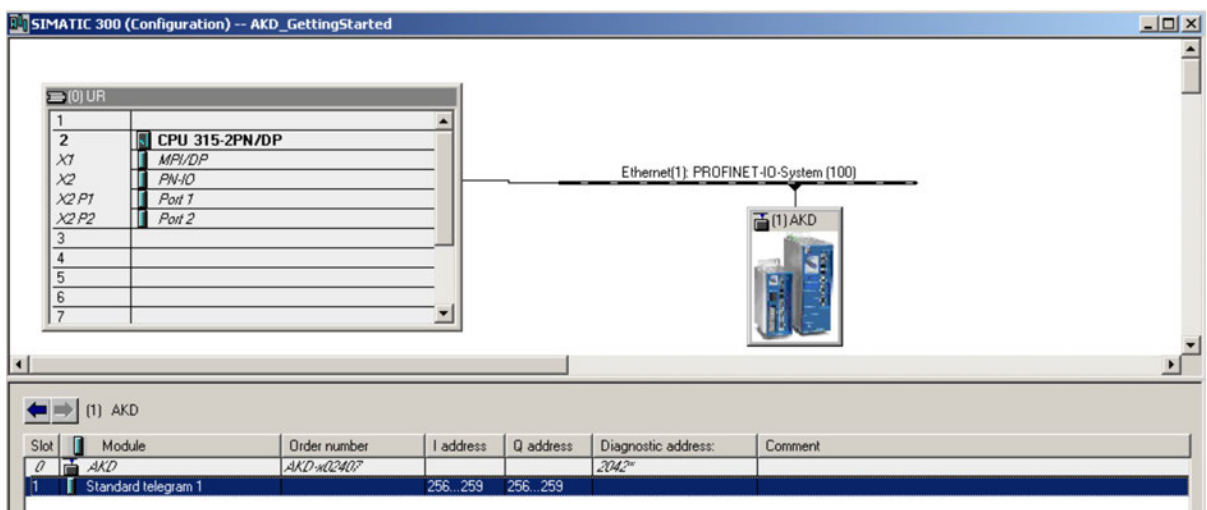 SIMATIC 300 (Configuration) -- AKD_GettingStarted
(0) UR
1
2 CPU 315-2PN/DP
X1 MPI/DP
X2 PN-IO
X2 P1 Port 1
X2 P2 Port 2
3
4
5
6
7
Ethernet(1): PROFINET-IO-System (100)
(1) AKD
(1) AKD
Slot Module Order number I address Q address Diagnostic address: Comment
0 AKD AKD-x02407 2042*
1 Standard telegram 1 256...259 256...259